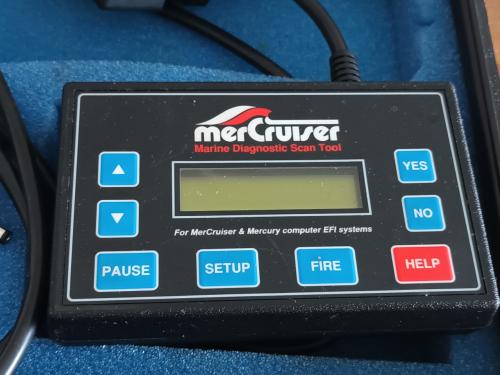 merCruiser
Marine Diagnostic Scan Tool
▲
YES
▼
NO
For MerCruiser & Mercury computer EFI systems
PAUSE
SETUP
FIRE
HELP